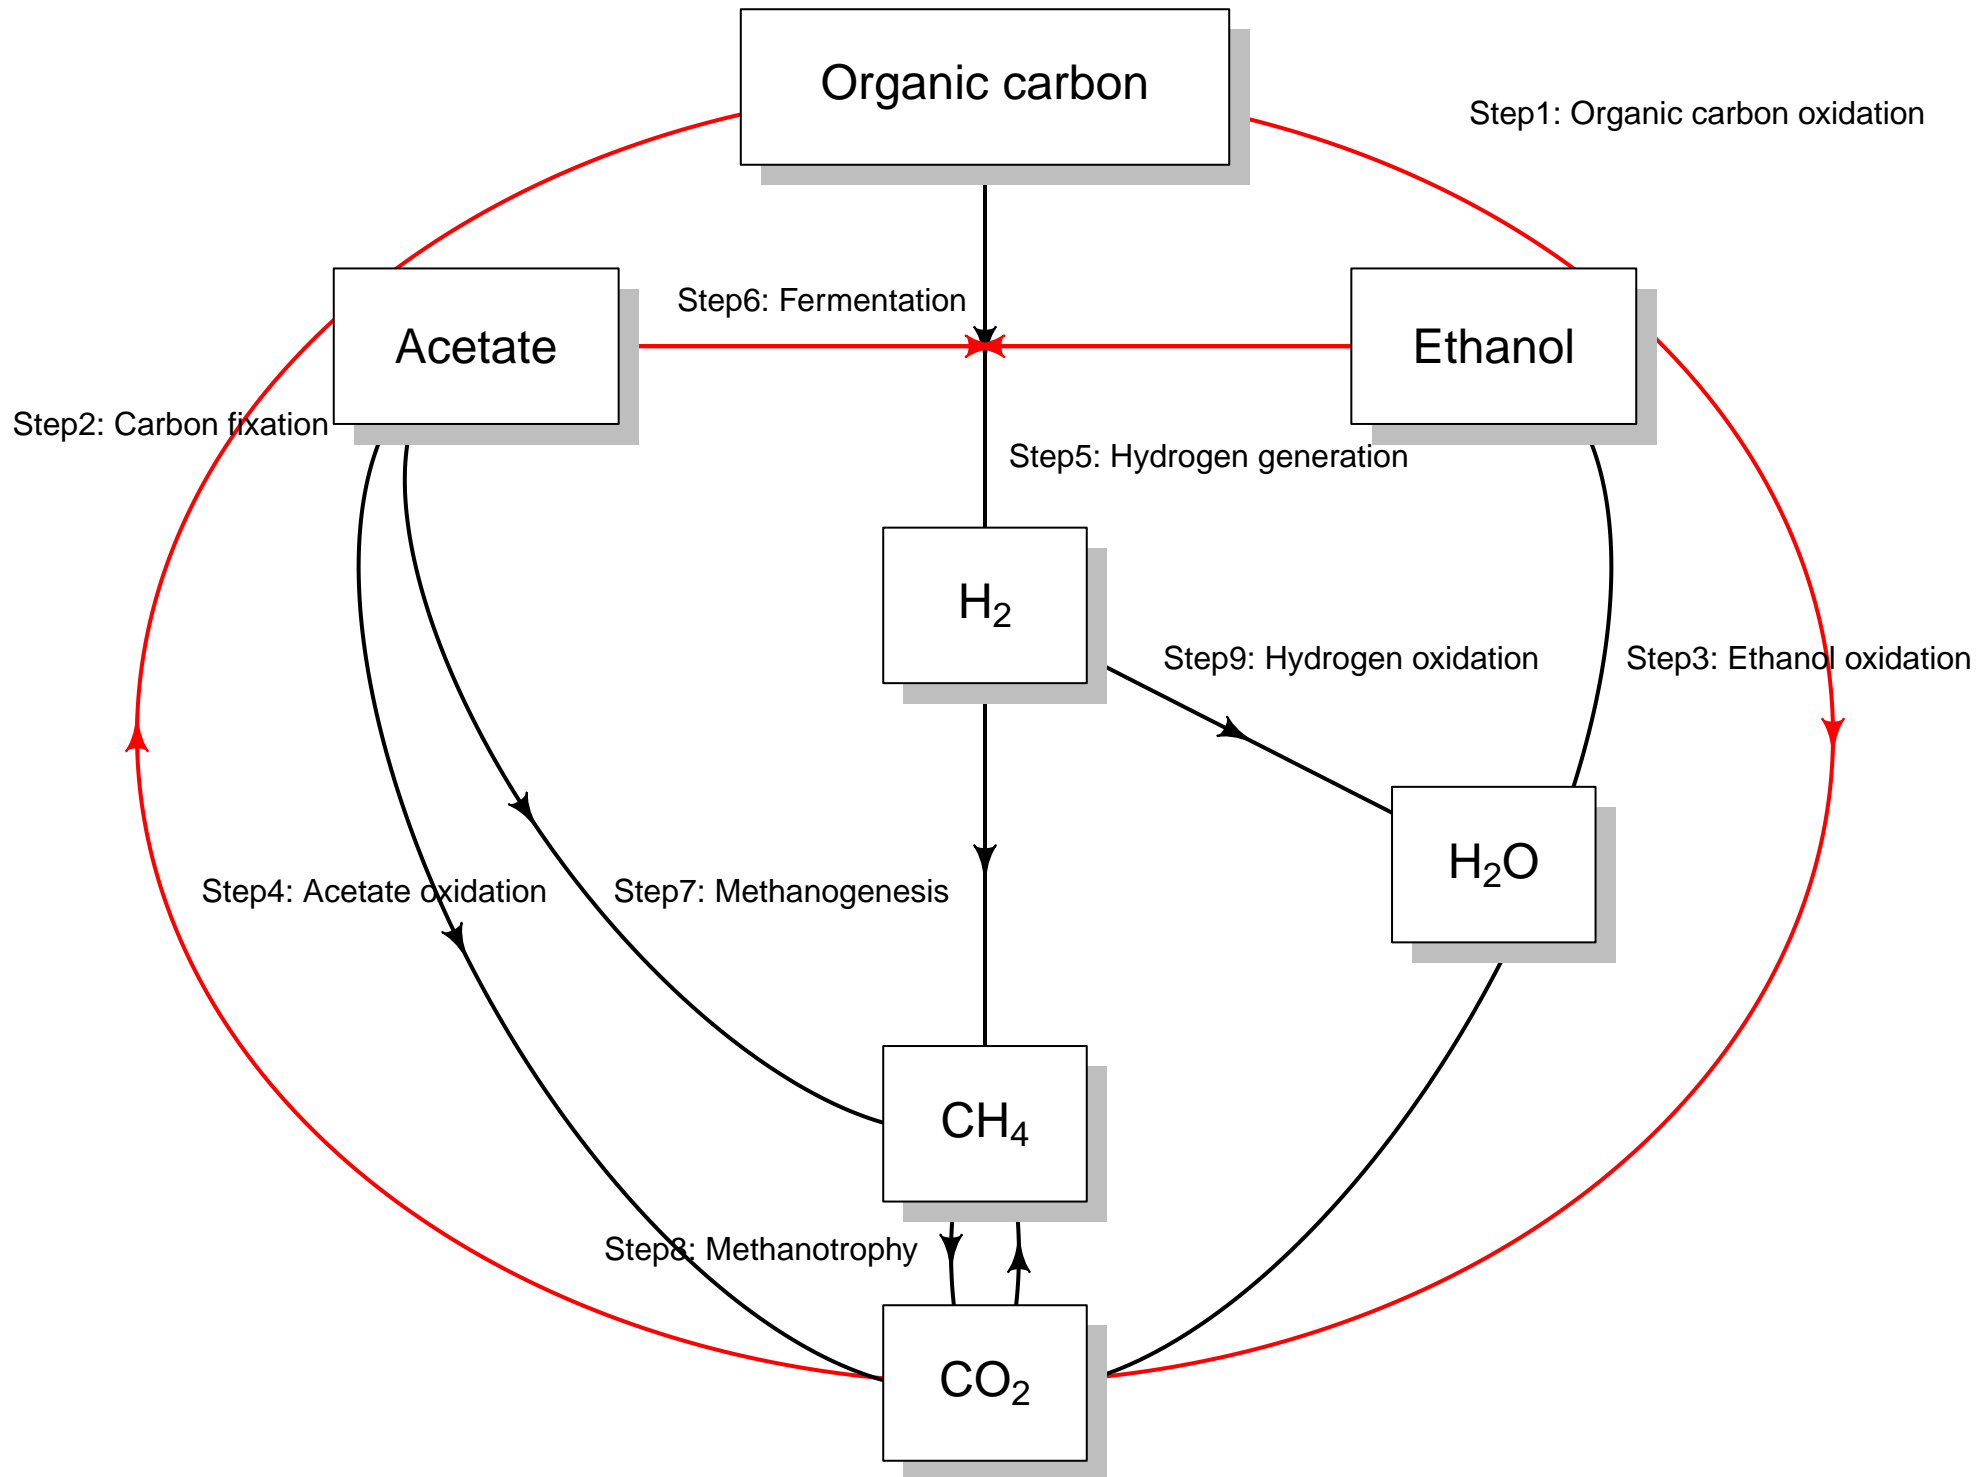 Organic carbon
Step1: Organic carbon oxidation
Step6: Fermentation
Acetate
Ethanol
Step2: Carbon fixation
Step5: Hydrogen generation
H₂
Step9: Hydrogen oxidation
Step3: Ethanol oxidation
H₂O
Step4: Acetate oxidation
Step7: Methanogenesis
CH₄
Step8: Methanotrophy
CO₂